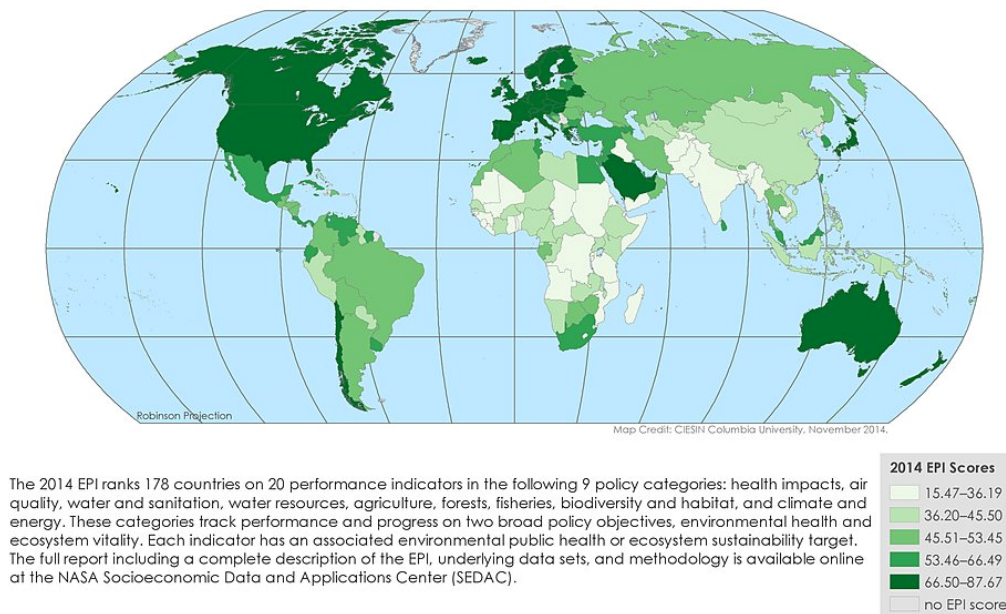 Robinson Projection
Map Credit: CIESIN Columbia University, November 2014.
The 2014 EPI ranks 178 countries on 20 performance indicators in the following 9 policy categories: health impacts, air
quality, water and sanitation, water resources, agriculture, forests, fisheries, biodiversity and habitat, and climate and
energy. These categories track performance and progress on two broad policy objectives, environmental health and
ecosystem vitality. Each indicator has an associated environmental public health or ecosystem sustainability target.
The full report including a complete description of the EPI, underlying data sets, and methodology is available online
at the NASA Socioeconomic Data and Applications Center (SEDAC).
2014 EPI Scores
15.47–36.19
36.20–45.50
45.51–53.45
53.46–66.49
66.50–87.67
no EPI score